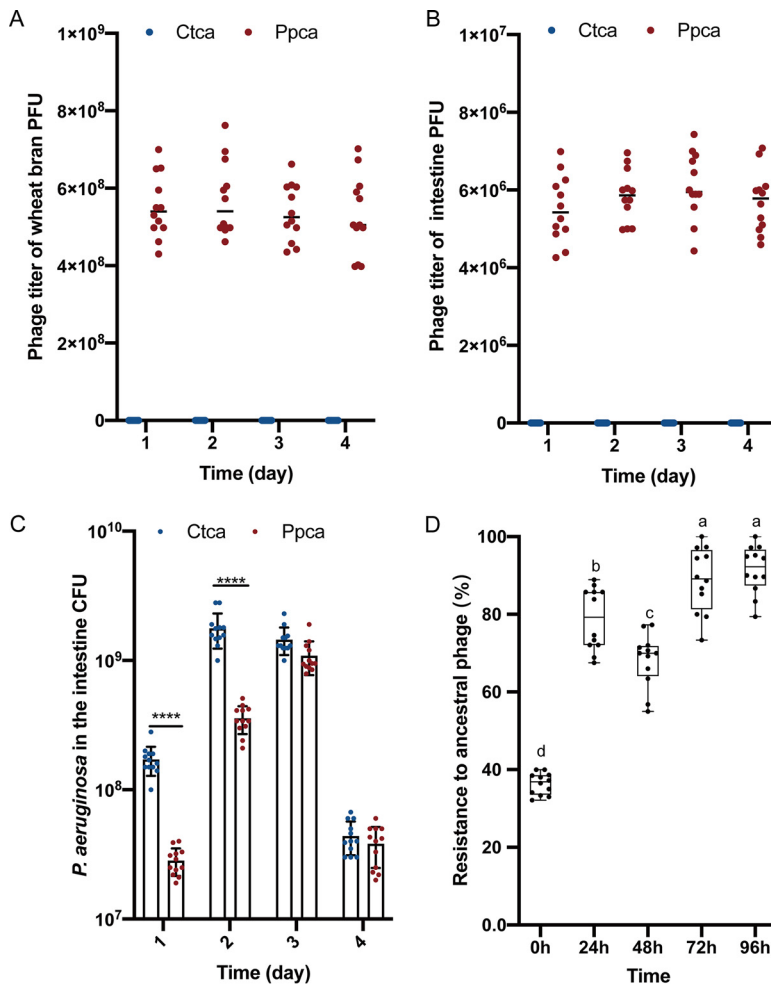 A
Ctca Ppca
Phage titer of wheat bran PFU
1×10⁹
8×10⁸
6×10⁸
4×10⁸
2×10⁸
0
1 2 3 4
Time (day)
B
Ctca Ppca
Phage titer of intestine PFU
1×10⁷
8×10⁶
6×10⁶
4×10⁶
2×10⁶
0
1 2 3 4
Time (day)
C
Ctca Ppca
P. aeruginosa in the intestine CFU
10¹⁰
10⁹
10⁸
10⁷
****
****
1 2 3 4
Time (day)
D
Resistance to ancestral phage (%)
100
80
60
40
20
0.0
d b c a a
0h 24h 48h 72h 96h
Time